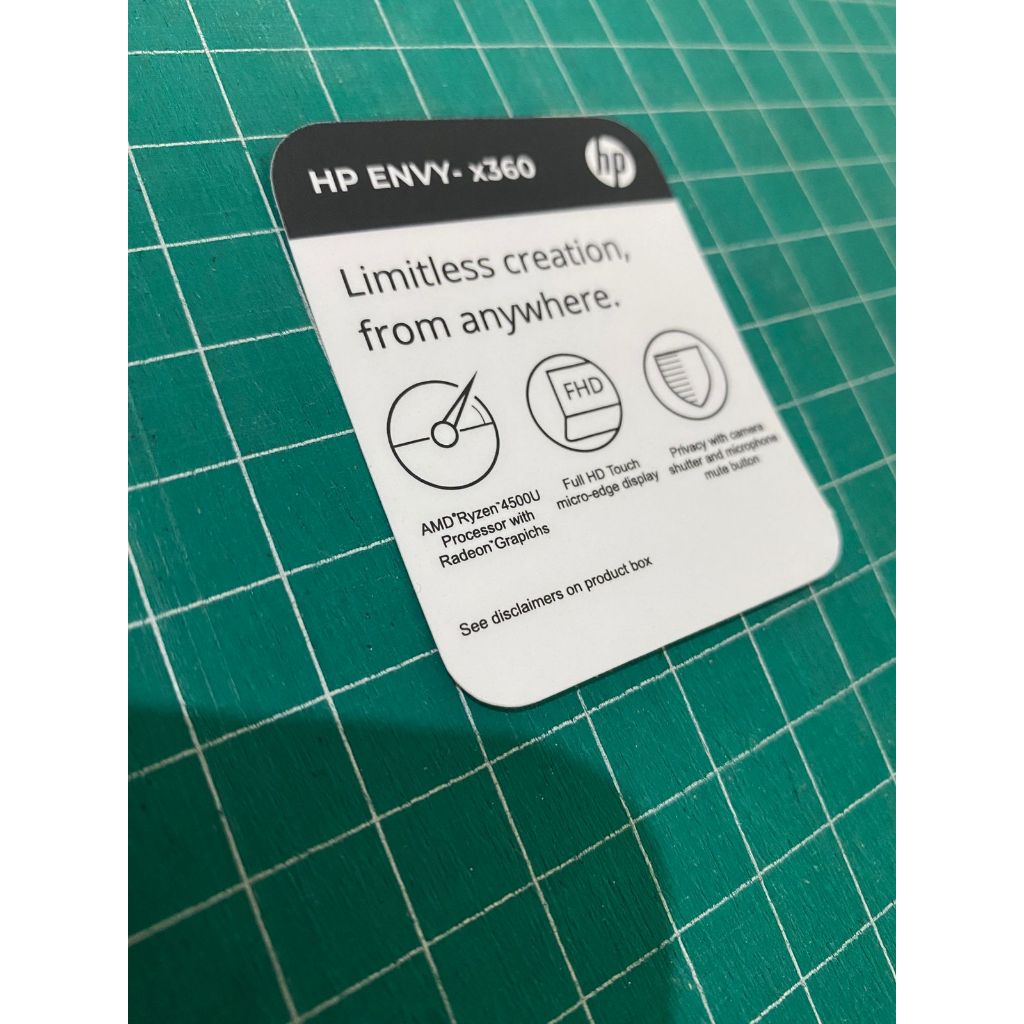 HP ENVY- x360
hp
Limitless creation,
from anywhere.
FHD
AMD®Ryzen™4500U
Processor with
Radeon™Grapichs
Full HD Touch
micro-edge display
Privacy with camera
shutter and microphone
mute button
See disclaimers on product box